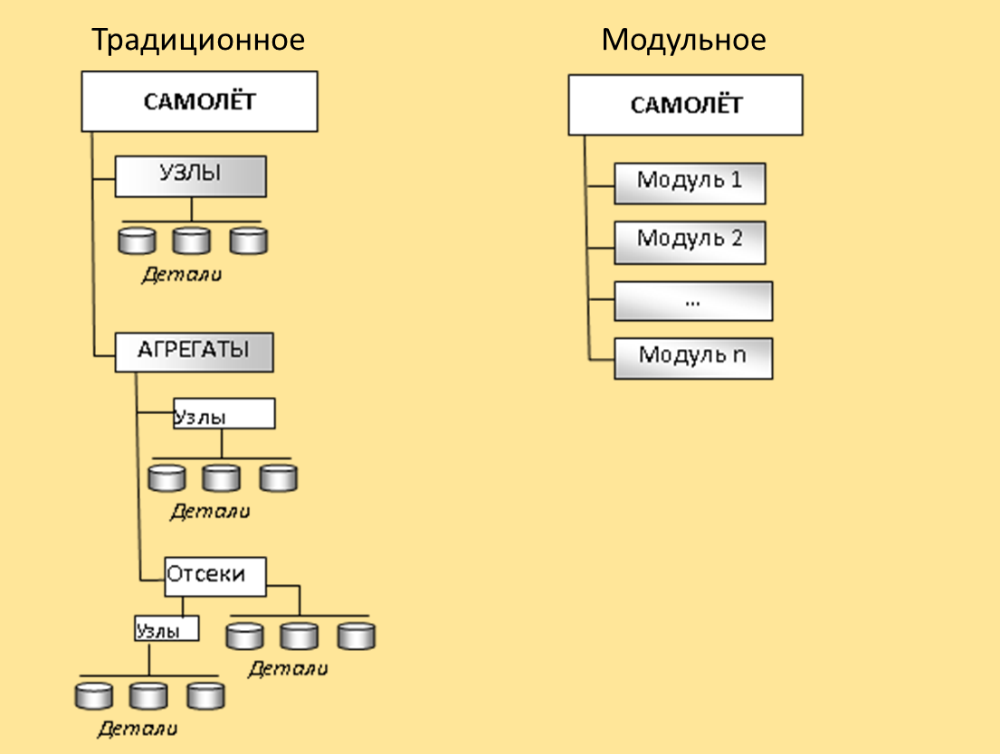 Традиционное
САМОЛЁТ
УЗЛЫ
Детали
АГРЕГАТЫ
Узлы
Детали
Отсеки
Узлы
Детали
Детали
Модульное
САМОЛЁТ
Модуль 1
Модуль 2
...
Модуль n